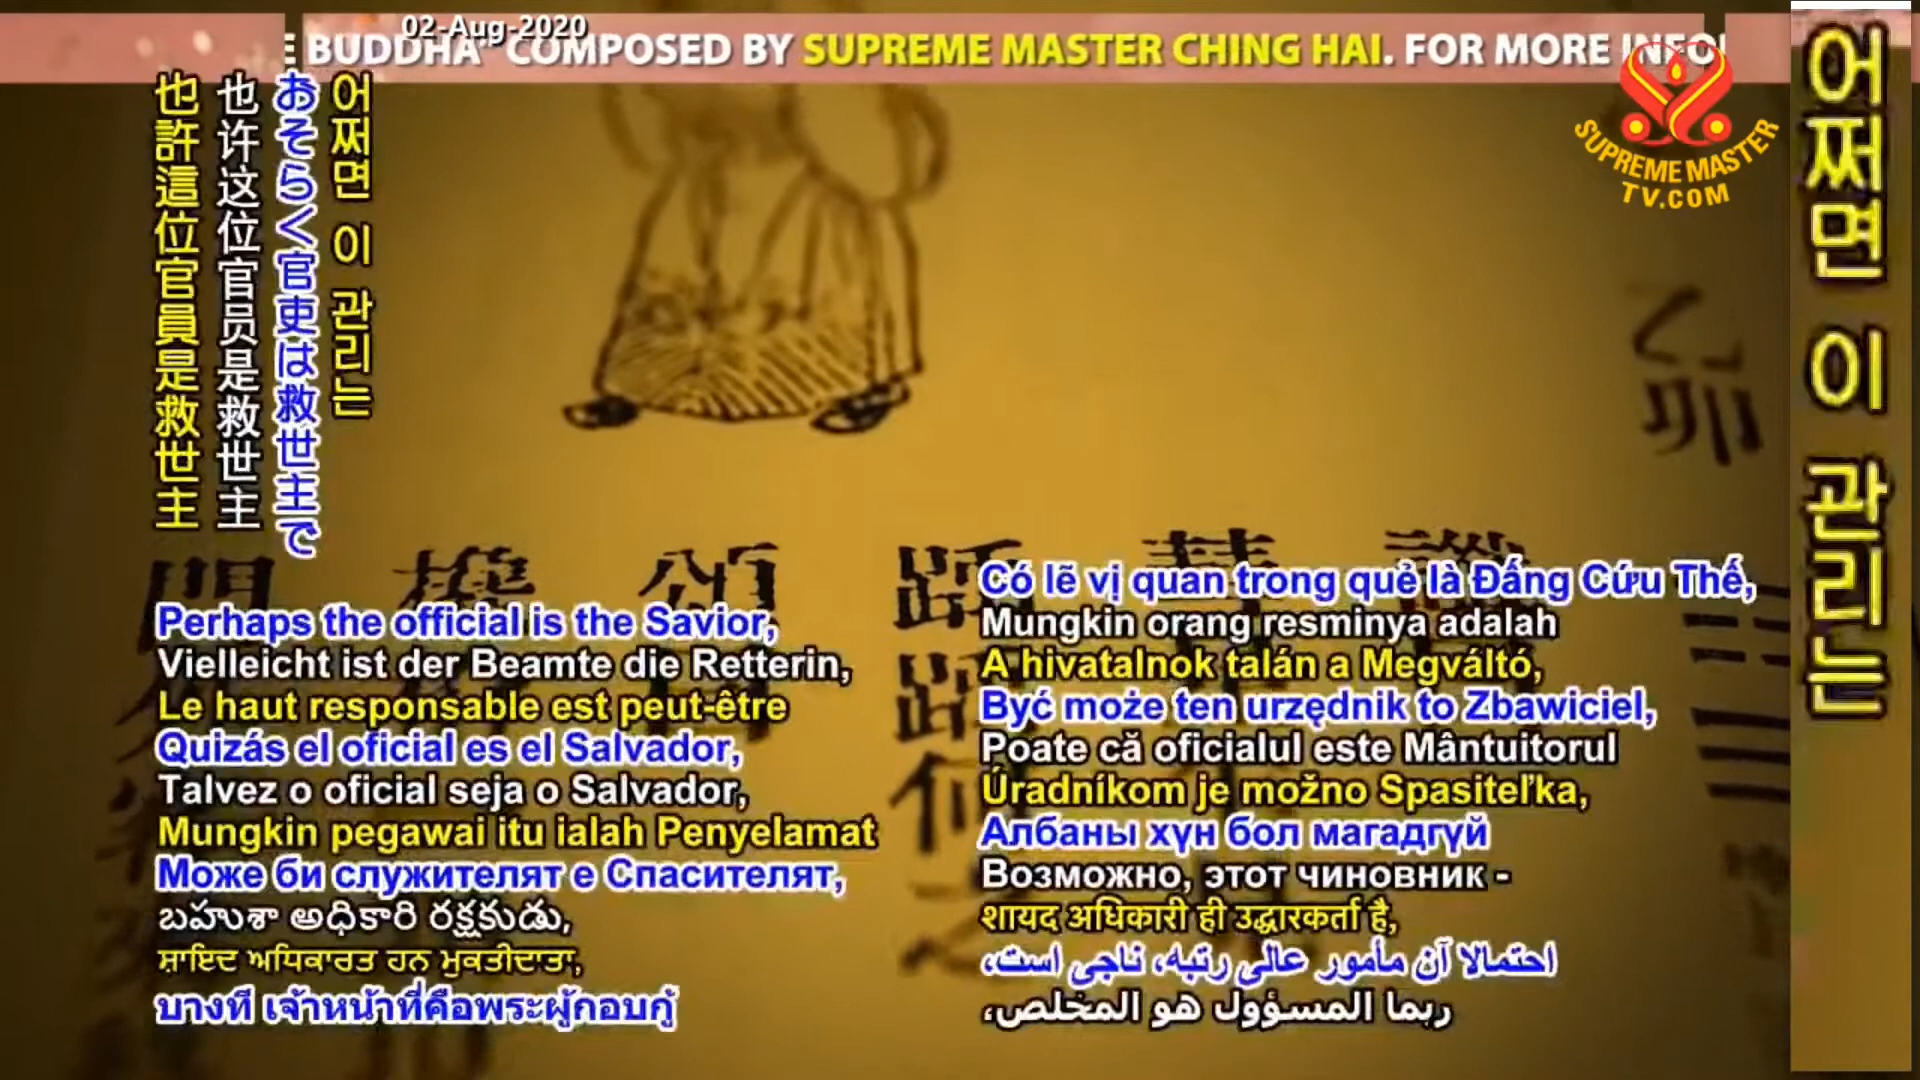 02-Aug-2020
E BUDDHA" COMPOSED BY SUPREME MASTER CHING HAI. FOR MORE INFO
SUPREME MASTER
TV.COM
어쩌면 이 관리는
어쩌면 이 관리는
おそらく官吏は救世主で
也许这位官员是救世主
也許這位官員是救世主
乙
卯
Perhaps the official is the Savior,
Vielleicht ist der Beamte die Retterin,
Le haut responsable est peut-être
Quizás el oficial es el Salvador,
Talvez o oficial seja o Salvador,
Mungkin pegawai itu ialah Penyelamat
Може би служителят е Спасителят,
బహుశా అధికారి రక్షకుడు,
ਸ਼ਾਇਦ ਅਧਿਕਾਰਤ ਹਨ ਮੁਕਤੀਦਾਤਾ,
บางที เจ้าหน้าที่คือพระผู้กอบกู้
Có lẽ vị quan trong quẻ là Đấng Cứu Thế,
Mungkin orang resminya adalah
A hivatalnok talán a Megváltó,
Być może ten urzędnik to Zbawiciel,
Poate că oficialul este Mântuitorul
Úradníkom je možno Spasiteľka,
Албаны хүн бол магадгүй
Возможно, этот чиновник -
शायद अधिकारी ही उद्धारकर्ता है,
احتمالا آن مأمور عالی رتبه، ناجی است،
ربما المسؤول هو المخلص،